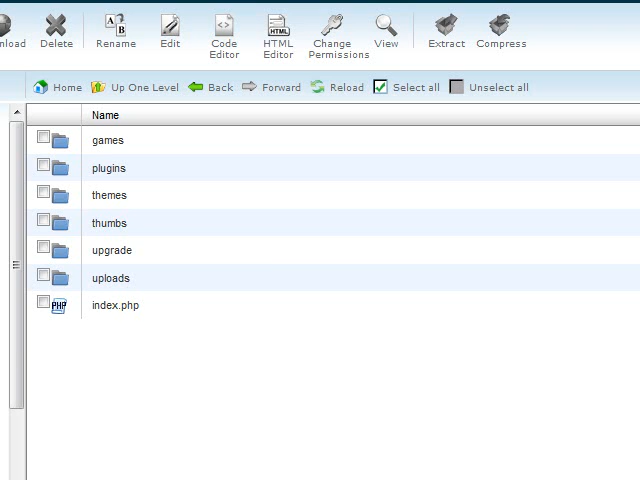 nload Delete Rename Edit Code Editor HTML Editor Change Permissions View Extract Compress
Home Up One Level Back Forward Reload Select all Unselect all
Name
games
plugins
themes
thumbs
upgrade
uploads
PHP index.php